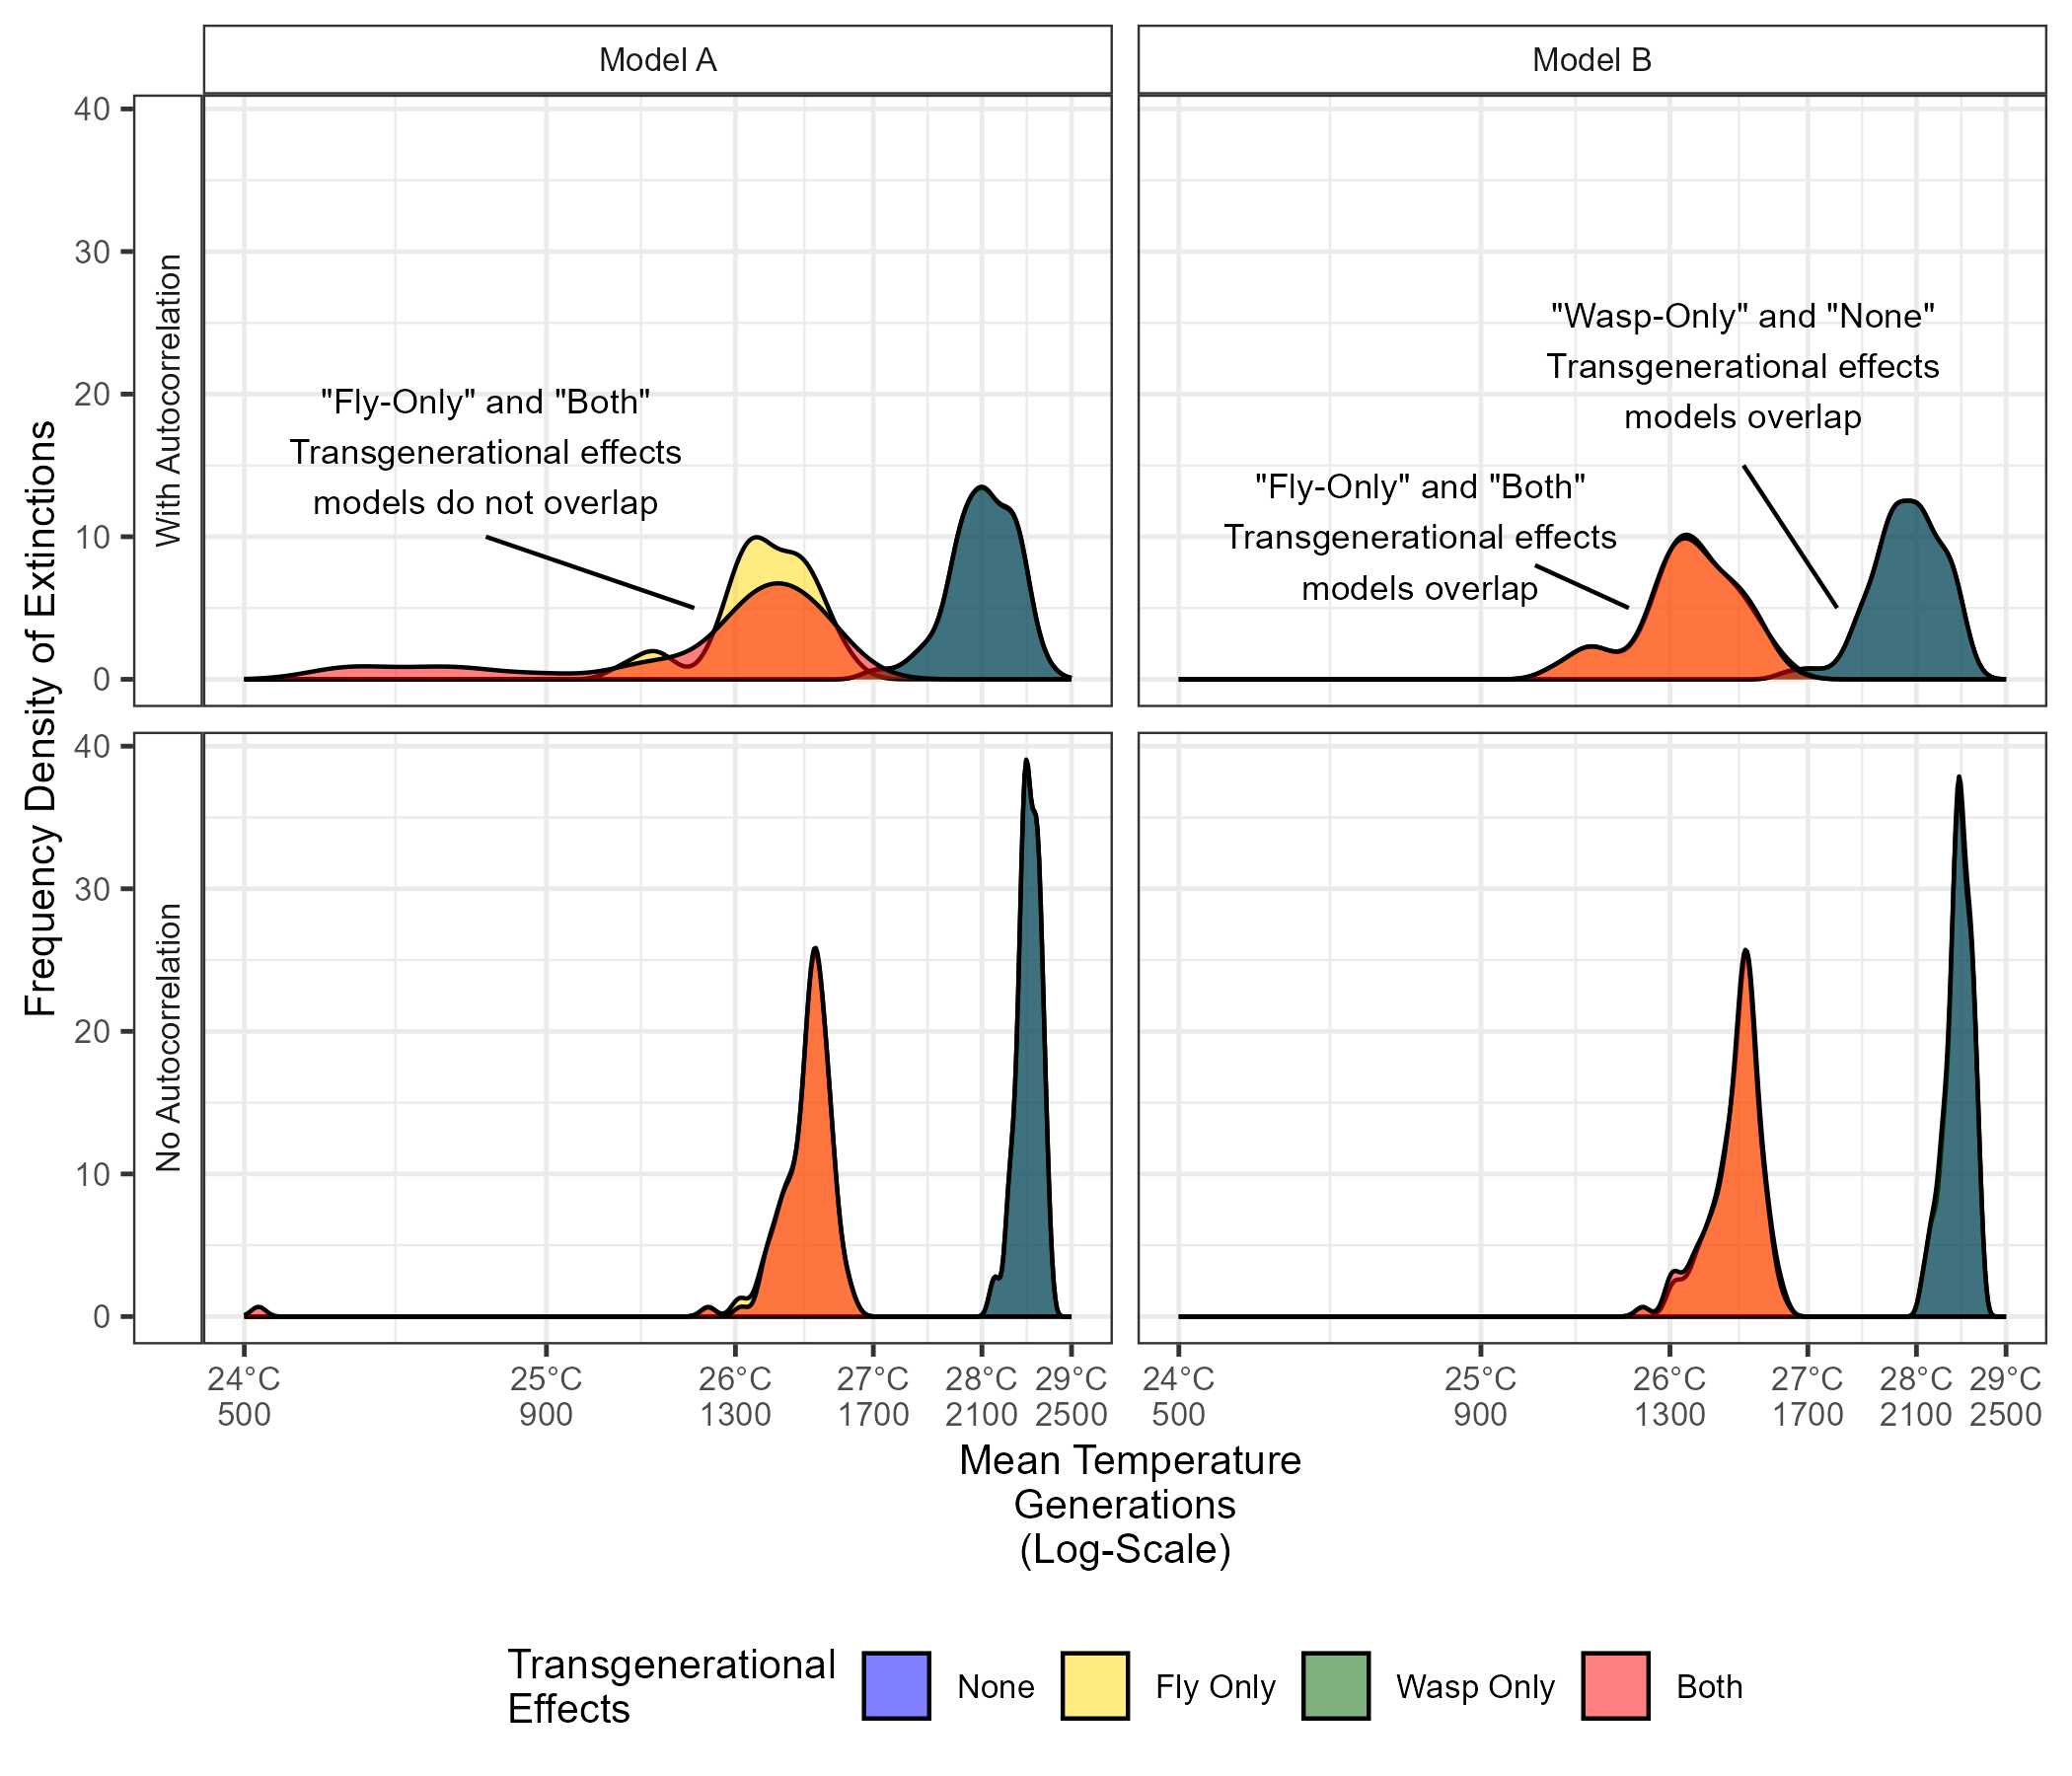 Model A
Model B
Frequency Density of Extinctions
With Autocorrelation
40
30
20
10
0
"Fly-Only" and "Both"
Transgenerational effects
models do not overlap
"Wasp-Only" and "None"
Transgenerational effects
models overlap
"Fly-Only" and "Both"
Transgenerational effects
models overlap
No Autocorrelation
40
30
20
10
0
24°C 25°C 26°C 27°C 28°C 29°C
500 900 1300 1700 2100 2500
24°C 25°C 26°C 27°C 28°C 29°C
500 900 1300 1700 2100 2500
Mean Temperature
Generations
(Log-Scale)
Transgenerational
Effects
None
Fly Only
Wasp Only
Both